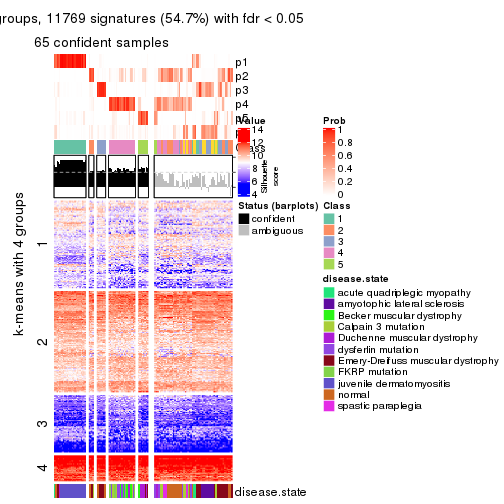 groups, 11769 signatures (54.7%) with fdr < 0.05
65 confident samples
p1
p2
p3
p4
p5
Class
k-means with 4 groups
1
2
3
4
Value
14
12
10
8
6
4
Silhouette
score
Prob
1
0.8
0.6
0.4
0.2
0
Status (barplots)
confident
ambiguous
Class
1
2
3
4
5
disease.state
acute quadriplegic myopathy
amyotophic lateral sclerosis
Becker muscular dystrophy
Calpain 3 mutation
Duchenne muscular dystrophy
dysferlin mutation
Emery-Dreifuss muscular dystrophy
FKRP mutation
juvenile dermatomyositis
normal
spastic paraplegia
disease.state